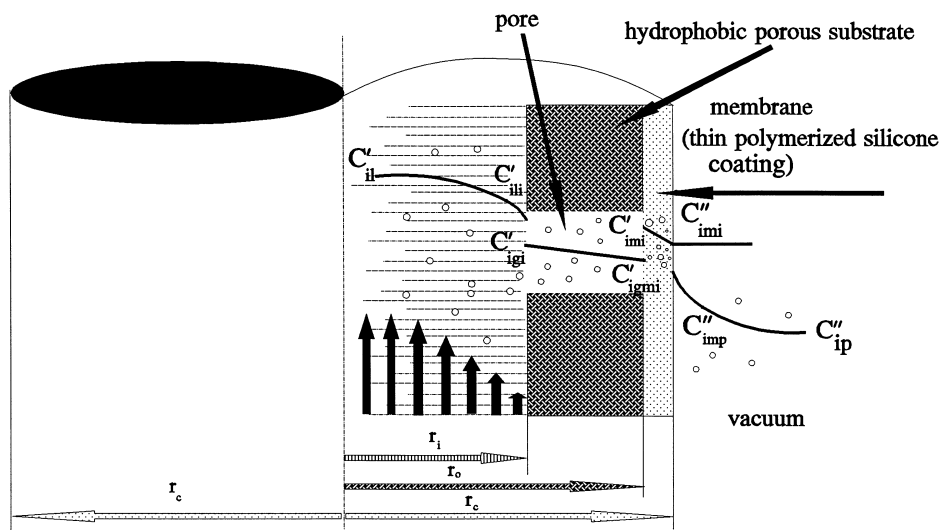 pore
hydrophobic porous substrate
membrane
(thin polymerized silicone
coating)
C′il
C′ili
C′igi
C′imi
C′igmi
C″imi
C″imp
C″ip
vacuum
ri
ro
rc
rc